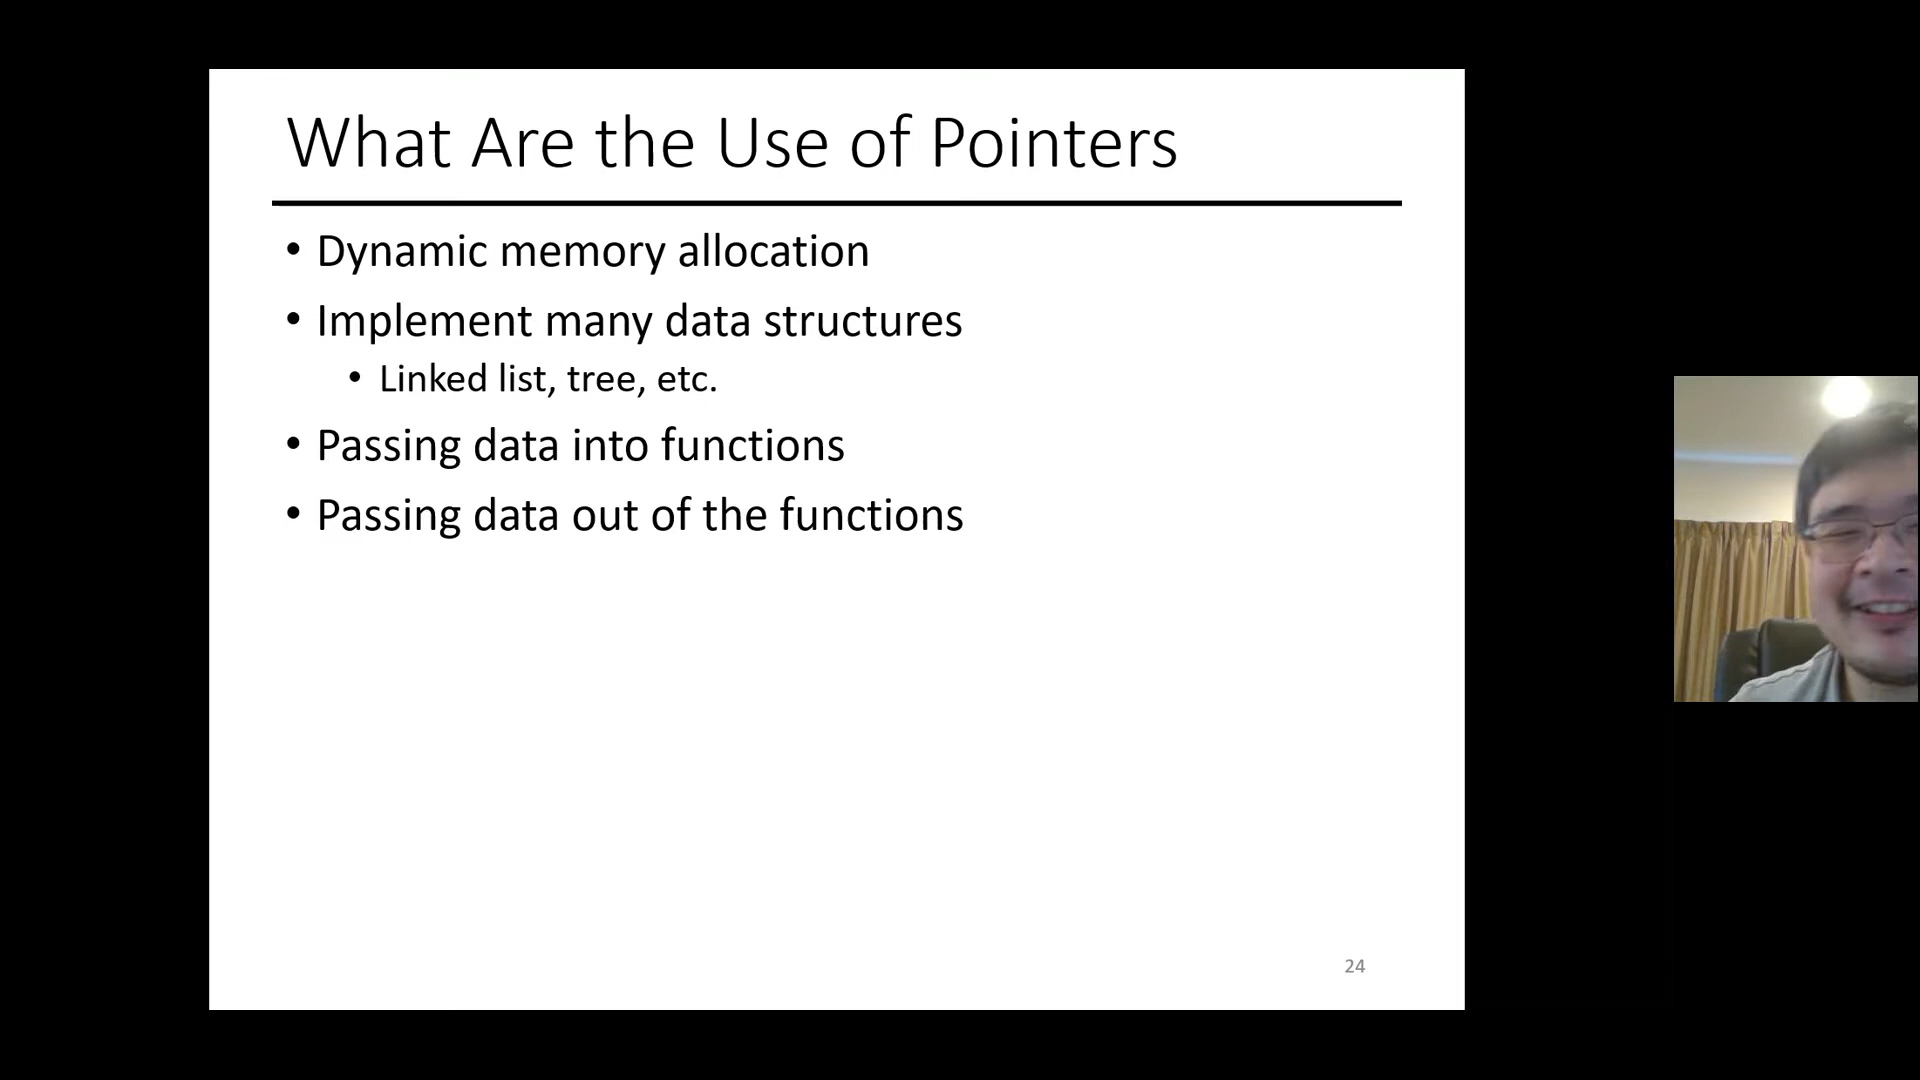 What Are the Use of Pointers
• Dynamic memory allocation
• Implement many data structures
• Linked list, tree, etc.
• Passing data into functions
• Passing data out of the functions
24